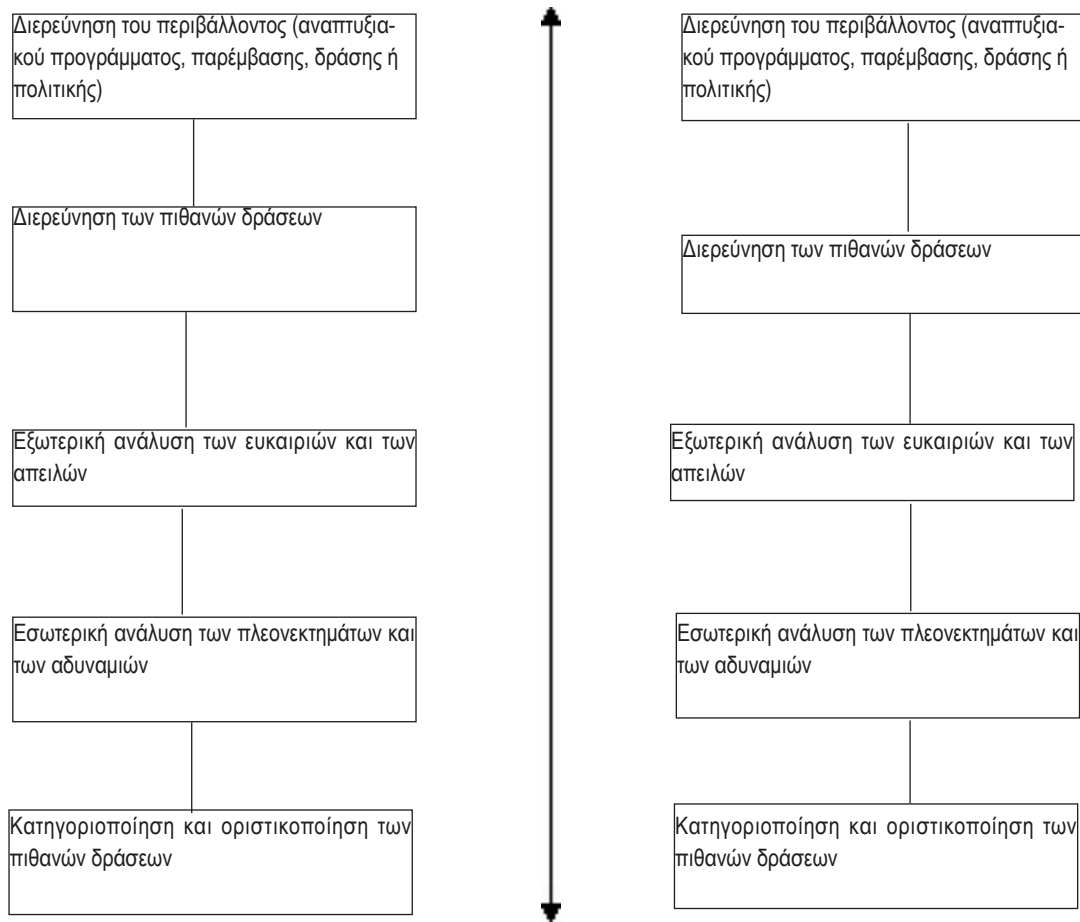 Διερεύνηση του περιβάλλοντος (αναπτυξια-
κού προγράμματος, παρέμβασης, δράσης ή
πολιτικής)
Διερεύνηση των πιθανών δράσεων
Εξωτερική ανάλυση των ευκαιριών και των
απειλών
Εσωτερική ανάλυση των πλεονεκτημάτων και
των αδυναμιών
Κατηγοριοποίηση και οριστικοποίηση των
πιθανών δράσεων
Διερεύνηση του περιβάλλοντος (αναπτυξια-
κού προγράμματος, παρέμβασης, δράσης ή
πολιτικής)
Διερεύνηση των πιθανών δράσεων
Εξωτερική ανάλυση των ευκαιριών και των
απειλών
Εσωτερική ανάλυση των πλεονεκτημάτων και
των αδυναμιών
Κατηγοριοποίηση και οριστικοποίηση των
πιθανών δράσεων